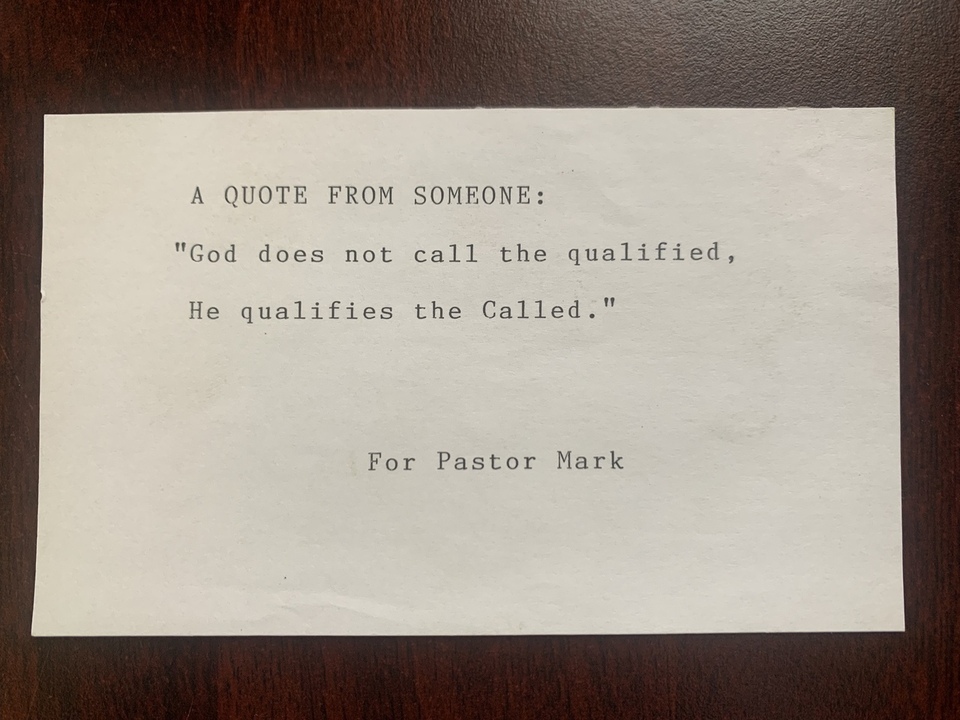 A QUOTE FROM SOMEONE:
"God does not call the qualified,
He qualifies the Called."
For Pastor Mark